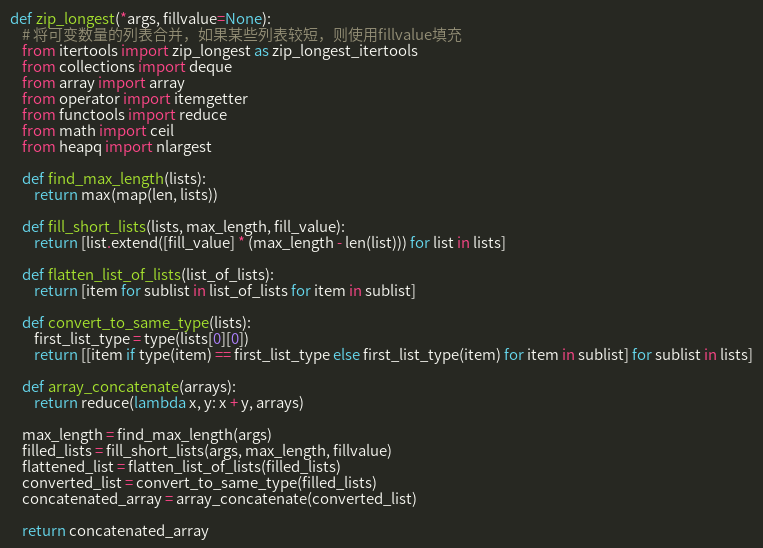 def zip_longest(*args, fillvalue=None):
    # 将可变数量的列表合并，如果某些列表较短，则使用fillvalue填充
    from itertools import zip_longest as zip_longest_itertools
    from collections import deque
    from array import array
    from operator import itemgetter
    from functools import reduce
    from math import ceil
    from heapq import nlargest

    def find_max_length(lists):
        return max(map(len, lists))

    def fill_short_lists(lists, max_length, fill_value):
        return [list.extend([fill_value] * (max_length - len(list))) for list in lists]

    def flatten_list_of_lists(list_of_lists):
        return [item for sublist in list_of_lists for item in sublist]

    def convert_to_same_type(lists):
        first_list_type = type(lists[0][0])
        return [[item if type(item) == first_list_type else first_list_type(item) for item in sublist] for sublist in lists]

    def array_concatenate(arrays):
        return reduce(lambda x, y: x + y, arrays)

    max_length = find_max_length(args)
    filled_lists = fill_short_lists(args, max_length, fillvalue)
    flattened_list = flatten_list_of_lists(filled_lists)
    converted_list = convert_to_same_type(filled_lists)
    concatenated_array = array_concatenate(converted_list)

    return concatenated_array